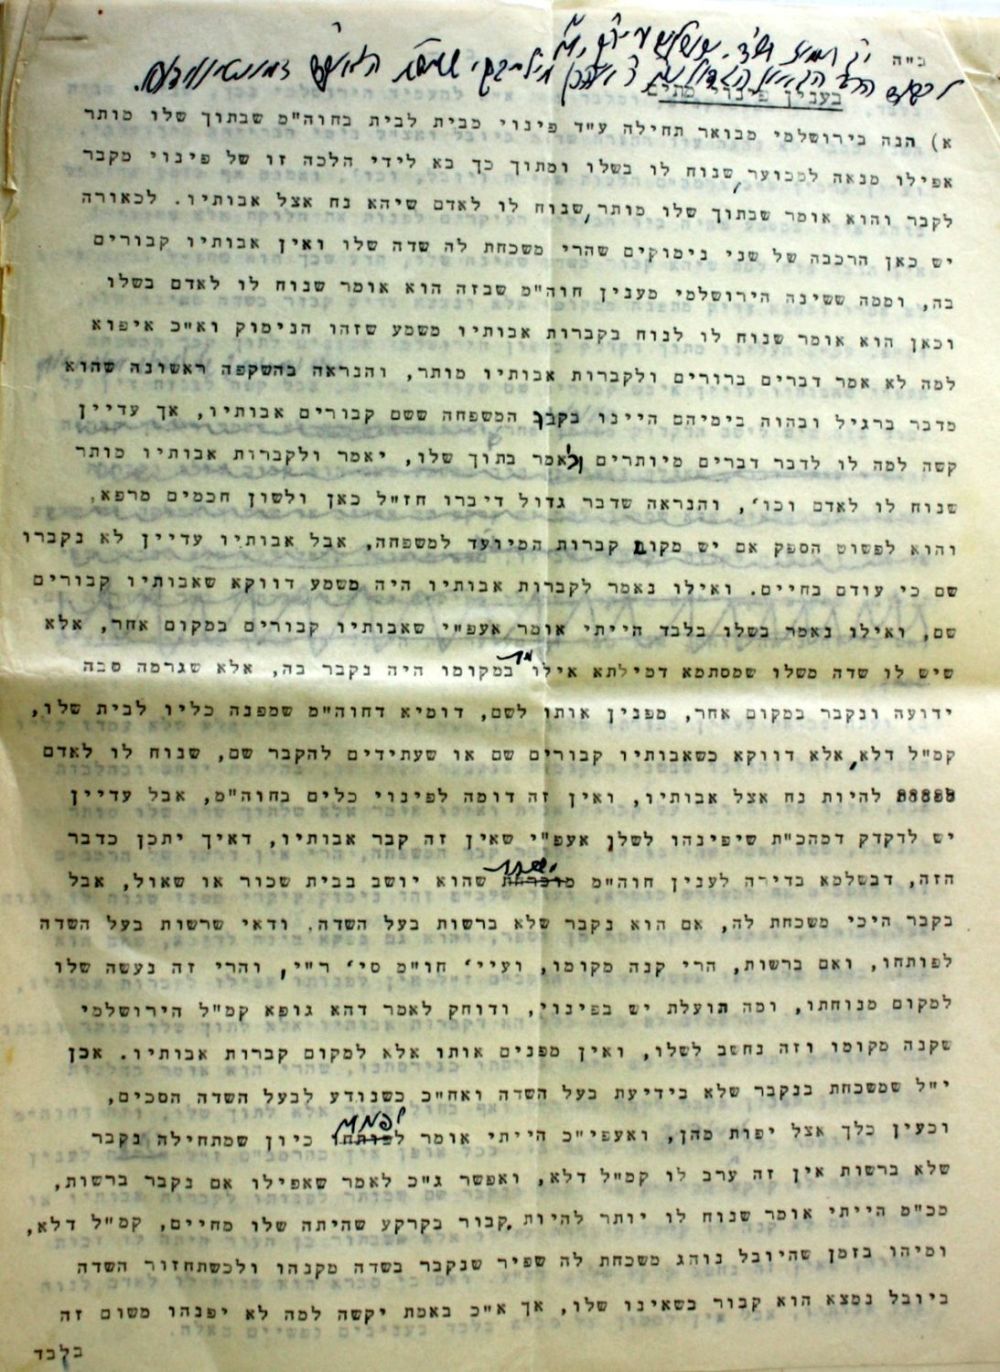 ב"ה
בענין פינוי מתים
א) הנה בירושלמי מבואר תחילה ע"ד פינוי מבית לבית בחוה"מ שבתוך שלו מותר
אפילו מנאה למכוער, שנוח לו בשלו ומתוך כך בא לידי הלכה זו של פינוי מקבר
לקבר והוא אומר שבתוך שלו מותר, שנוח לו לאדם שיהא נח אצל אבותיו. לכאורה
יש כאן הרכבה של שני נימוקים שהרי משכחת לה שדה שלו ואין אבותיו קבורים
בה, וממה ששינה הירושלמי מענין חוה"מ שבזה הוא אומר שנוח לו לאדם בשלו
וכאן הוא אומר שנוח לו לנוח בקברות אבותיו משמע שזהו הנימוק וא"כ איפוא
למה לא אמר דברים ברורים ולקברות אבותיו מותר, והנראה בהשקפה ראשונה שהוא
מדבר ברגיל ובהוה בימיהם היינו בקבר המשפחה ששם קבורים אבותיו, אך עדיין
קשה למה לו לדבר דברים מיותרים ולאמר בתוך שלו, יאמר ולקברות אבותיו מותר
שנוח לו לאדם וכו', והנראה שדבר גדול דיברו חז"ל כאן ולשון חכמים מרפא,
והוא לפשוט הספק אם יש מקום קברות המיועד למשפחה, אבל אבותיו עדיין לא נקברו
שם כי עודם בחיים. ואילו נאמר לקברות אבותיו היה משמע דווקא שאבותיו קבורים
שם, ואילו נאמר בשלו בלבד הייתי אומר אעפ"י שאבותיו קבורים במקום אחר, אלא
שיש לו שדה משלו שמסתמא דמילתא אילו מת במקומו היה נקבר בה, אלא שגרמה סבה
ידועה ונקבר במקום אחר, מפנין אותו לשם, דומיא דחוה"מ שמפנה כליו לבית שלו,
קמ"ל דלא, אלא דווקא כשאבותיו קבורים שם או שעתידים להקבר שם, שנוח לו לאדם
להיות נח אצל אבותיו, ואין זה דומה לפינוי כלים בחוה"מ, אבל עדיין
יש לדקדק דמהכ"ת שיפינהו לשלו אעפ"י שאין זה קבר אבותיו, דאיך יתכן כדבר
הזה, דבשלמא בדירה לענין חוה"מ משכחת שהוא יושב בבית שכור או שאול, אבל
בקבר היכי משכחת לה, אם הוא נקבר שלא ברשות בעל השדה. ודאי שרשות בעל השדה
לפותחו, ואם ברשות, הרי קנה מקומו, ועיי' חו"מ סי' ר"י, והרי זה נעשה שלו
למקום מנוחתו, ומה תועלת יש בפינוי, ודוחק לאמר דהא גופא קמ"ל הירושלמי
שקנה מקומו וזה נחשב לשלו, ואין מפנים אותו אלא למקום קברות אבותיו. אכן
י"ל שמשכחת בנקבר שלא בידיעת בעל השדה ואח"כ כשנודע לבעל השדה הסכים,
וכעין כלך אצל יפות מהן, ואעפי"כ הייתי אומר לפותחו כיון שמתחילה נקבר
שלא ברשות אין זה ערב לו קמ"ל דלא, ואפשר ג"כ לאמר שאפילו אם נקבר ברשות,
מכ"מ הייתי אומר שנוח לו יותר להיות קבור בקרקע שהיתה שלו מחיים, קמ"ל דלא,
ומיהו בזמן שהיובל נוהג משכחת לה שפיר שנקבר בשדה מקנהו ולכשתחזור השדה
ביובל נמצא הוא קבור בשאינו שלו, אך א"כ באמת יקשה למה לא יפנהו משום זה
בלבד